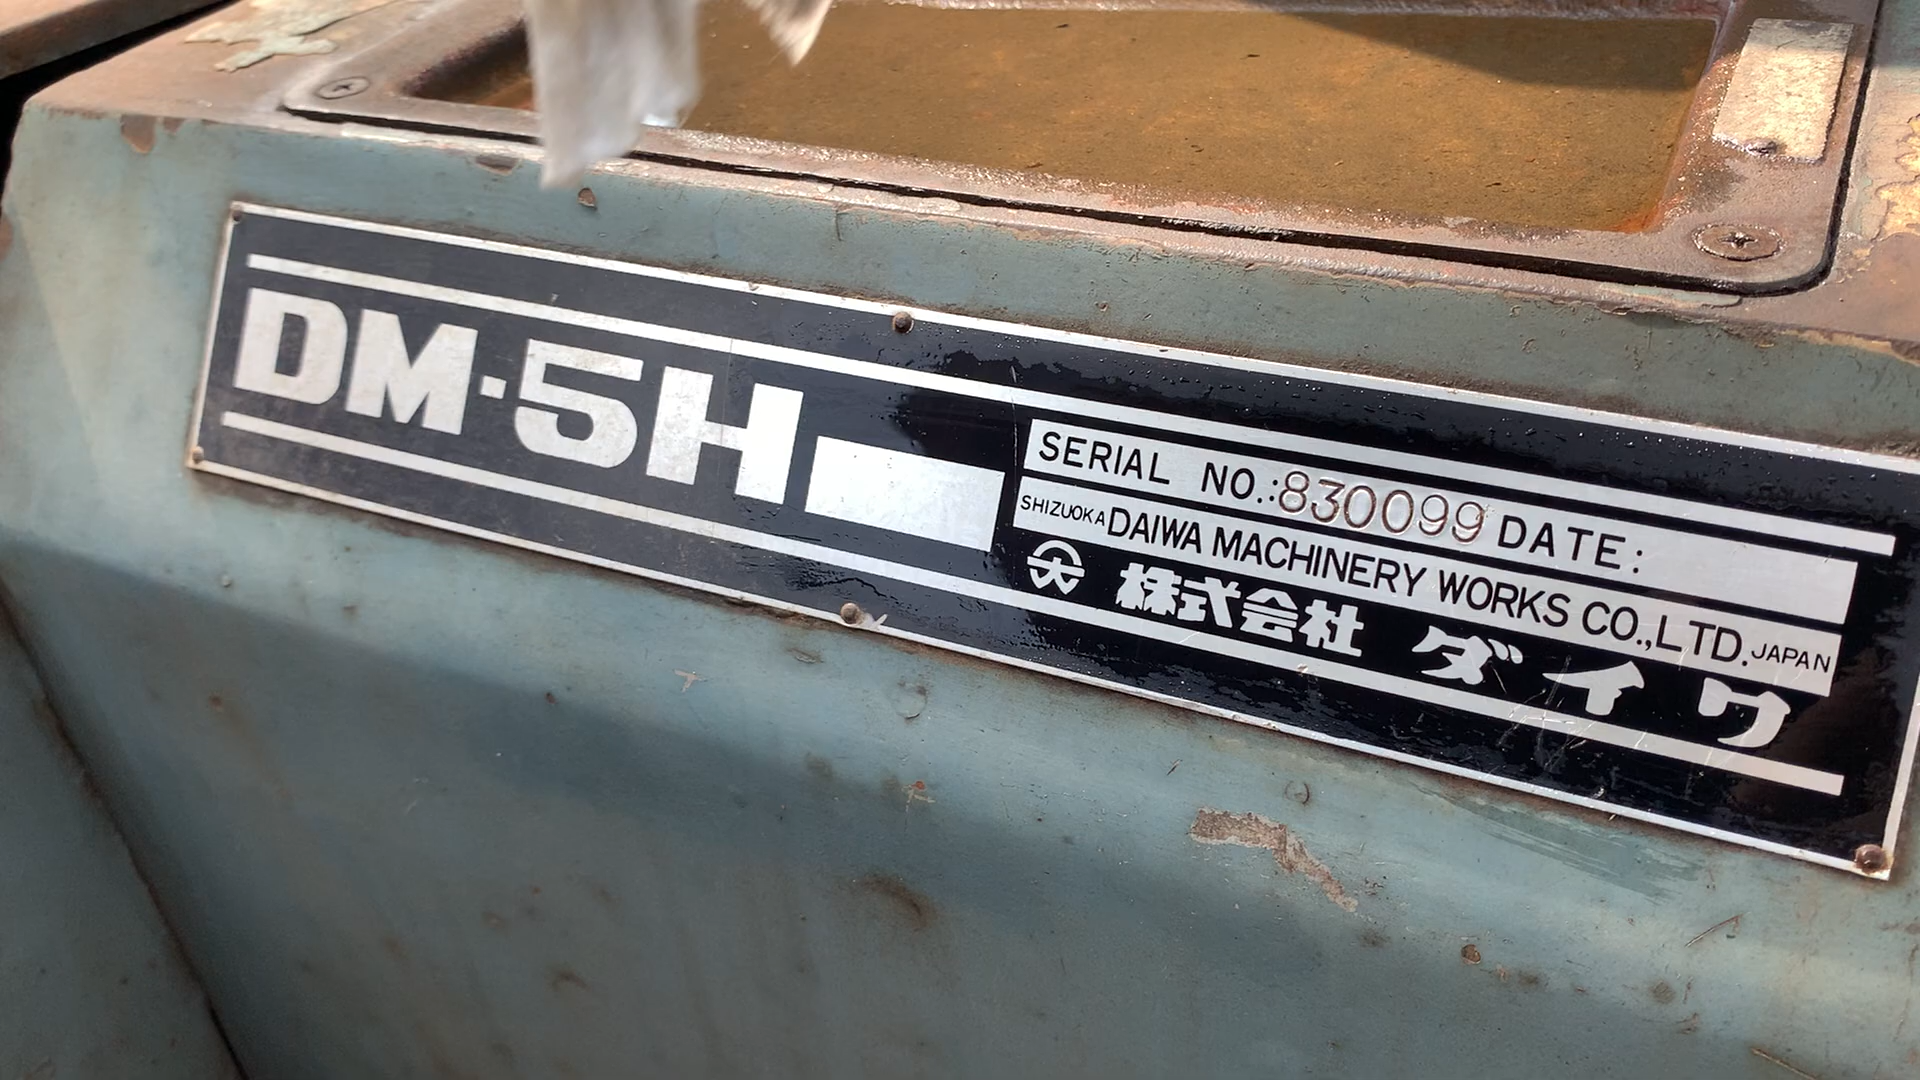 DM·5H
SERIAL NO.:830099 DATE:
SHIZUOKA DAIWA MACHINERY WORKS CO.,LTD. JAPAN
株式会社 ダイワ